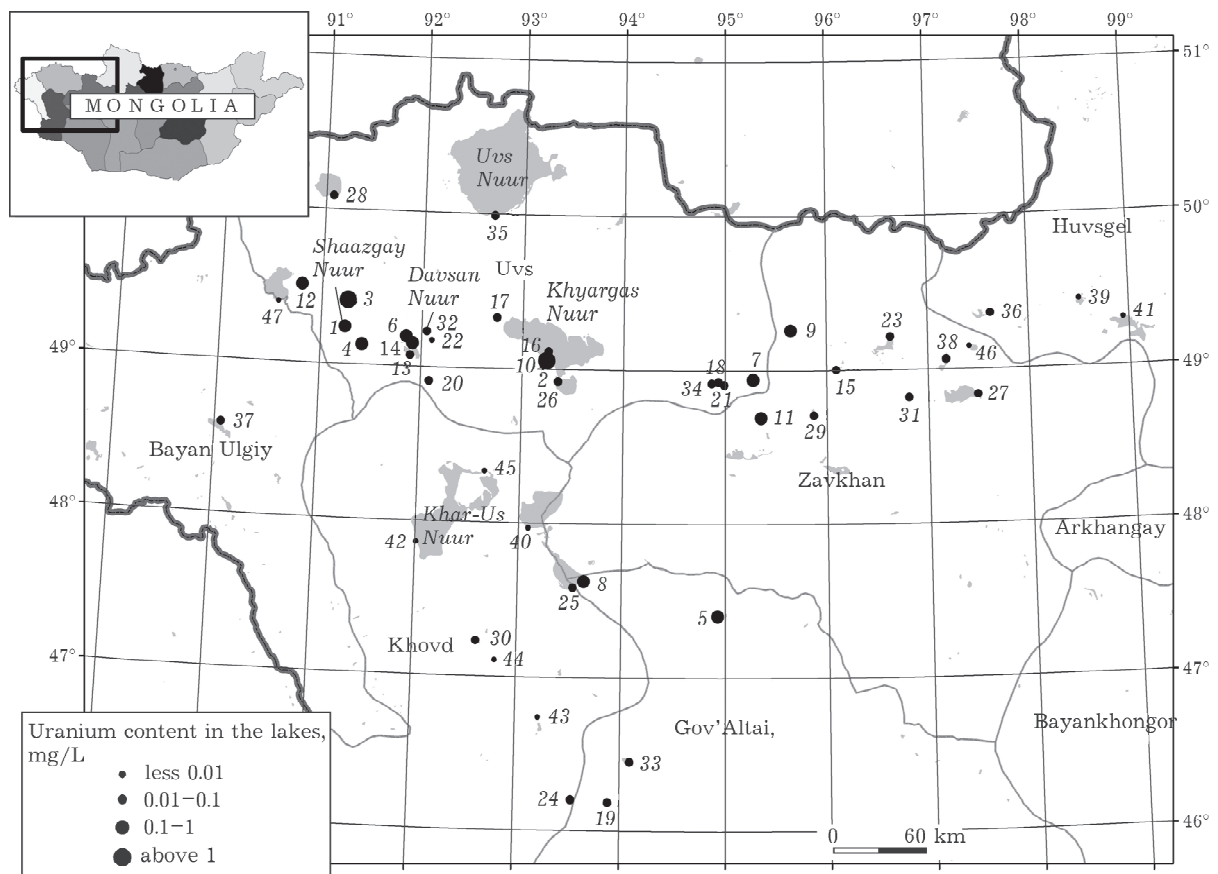 91° 92° 93° 94° 95° 96° 97° 98° 99°
51°
MONGOLIA
Uvs
Nuur
28
50°
35
Huvsgel
Shaazgay
Nuur
Uvs
Davsan
Nuur
Khyargas
Nuur
12
3
47
17
36
39
41
1
6
32
9
23
4
14
22
16
38
46
49°
49°
13
10
18
7
20
2
34
21
15
26
11
29
31
27
37
Bayan Ulgiy
45
Zavkhan
48°
48°
Khar-Us
Nuur
42
40
Arkhangay
8
25
5
Khovd
30
44
47°
47°
43
Gov'Altai,
Bayankhongor
33
24
19
46°
0 60 km
Uranium content in the lakes,
mg/L
less 0.01
0.01–0.1
0.1–1
above 1